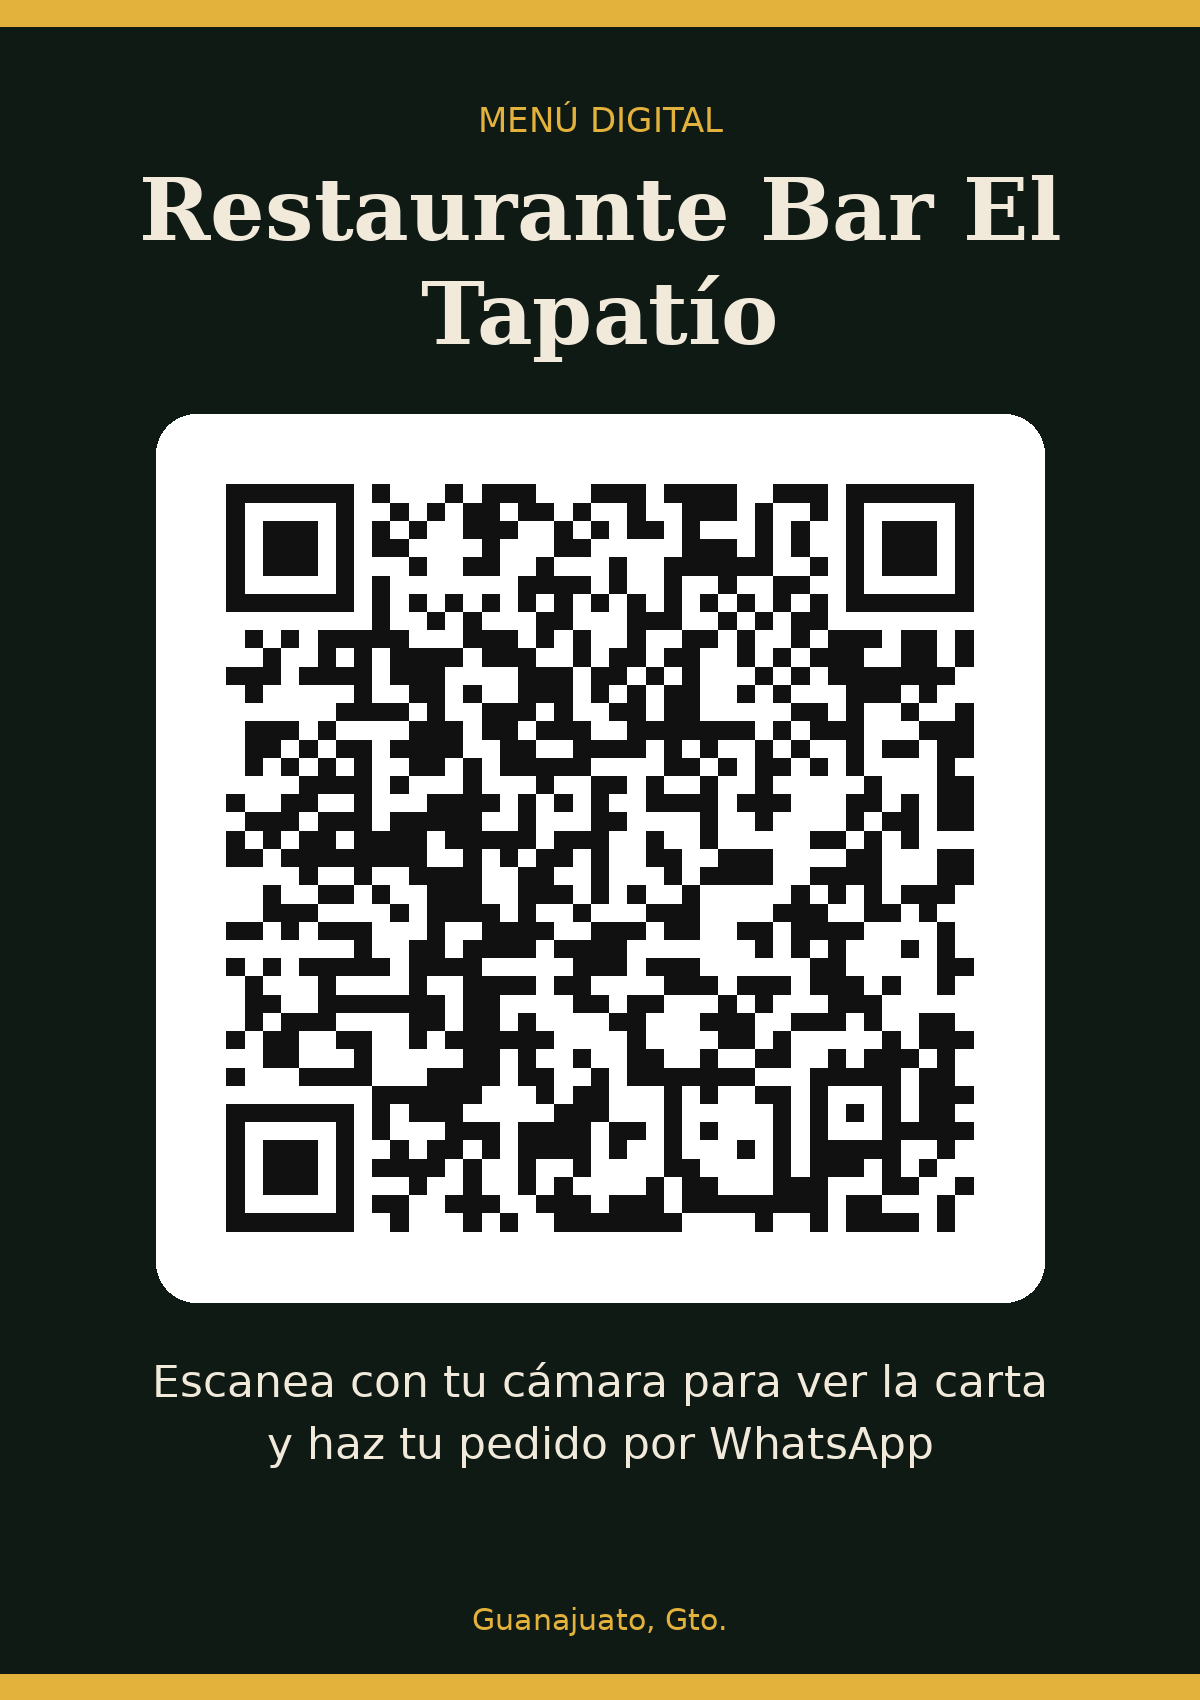 MENÚ DIGITAL
Restaurante Bar El
Tapatío
Escanea con tu cámara para ver la carta
y haz tu pedido por WhatsApp
Guanajuato, Gto.